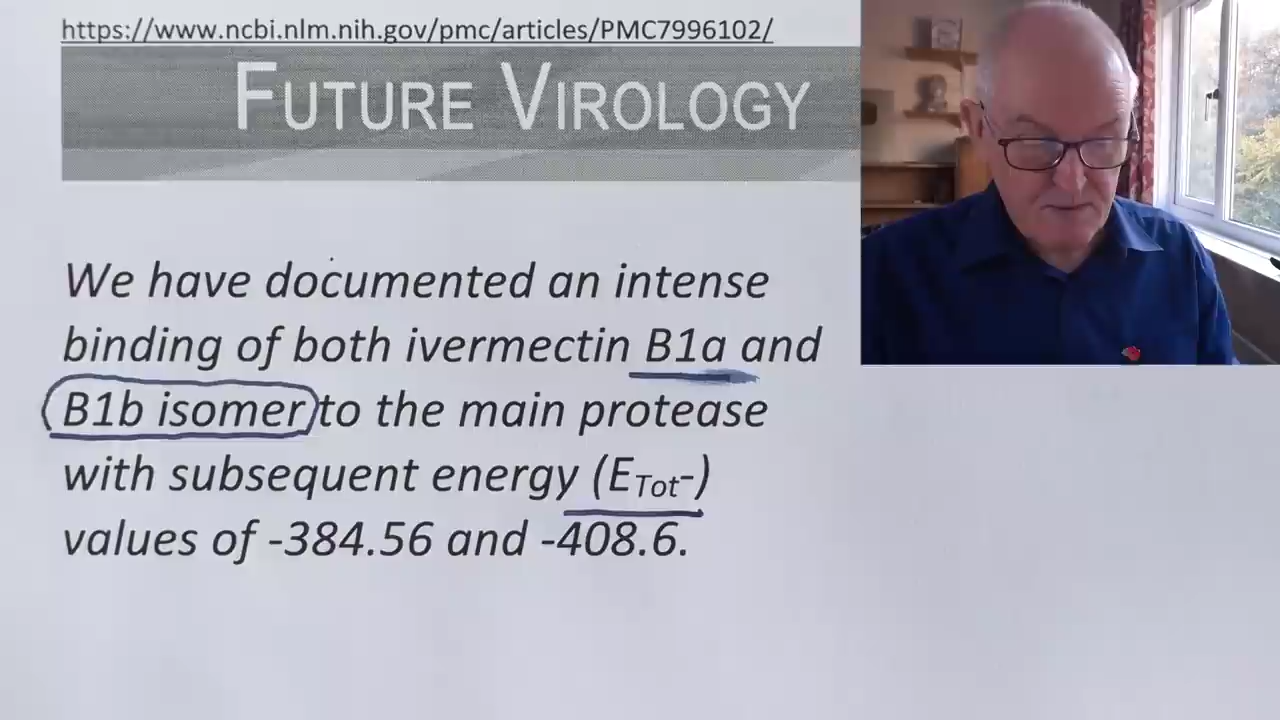 https://www.ncbi.nlm.nih.gov/pmc/articles/PMC7996102/
FUTURE VIROLOGY
We have documented an intense
binding of both ivermectin B1a and
B1b isomer to the main protease
with subsequent energy (ETot-)
values of -384.56 and -408.6.